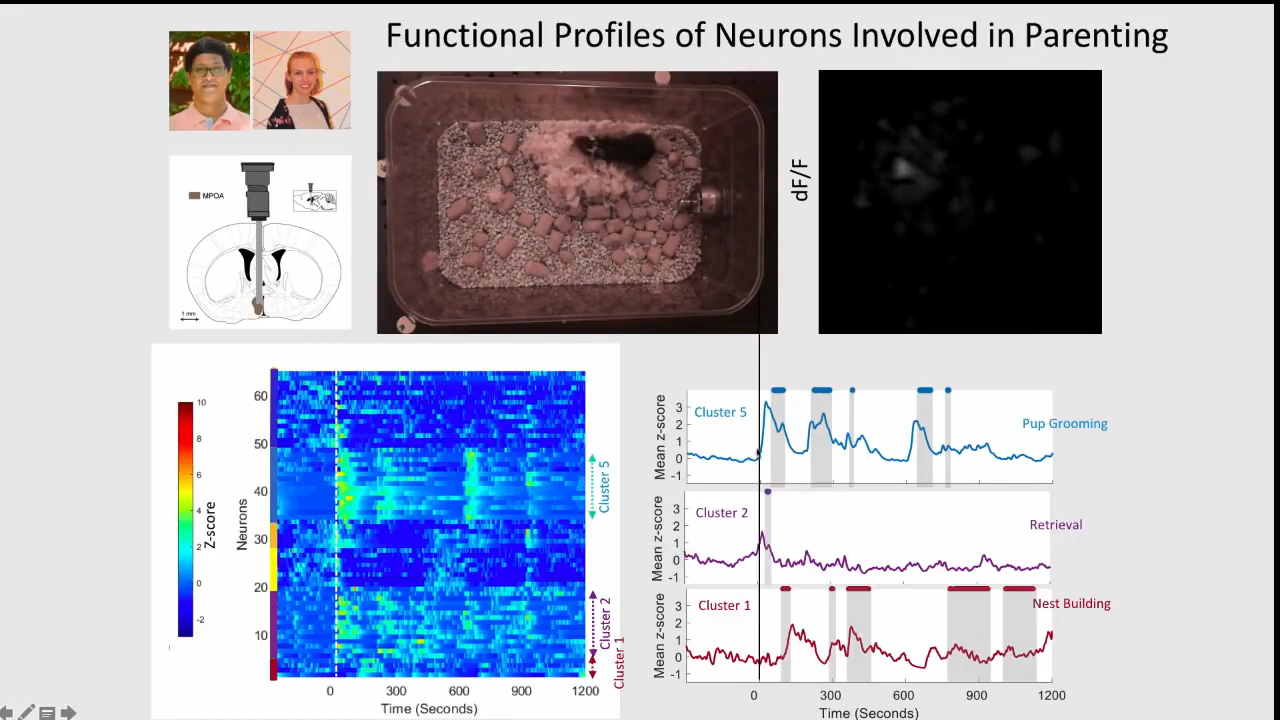 Functional Profiles of Neurons Involved in Parenting
MPOA
1 mm
dF/F
10
8
6
4
2
0
-2
Z-score
Neurons
60
50
40
30
20
10
0
300
600
900
1200
Time (Seconds)
Cluster 5
Cluster 2
Cluster 1
Mean z-score
3
2
1
0
-1
Cluster 5
Pup Grooming
Mean z-score
3
2
1
0
-1
Cluster 2
Retrieval
Mean z-score
3
2
1
0
-1
Cluster 1
Nest Building
0
300
600
900
1200
Time (Seconds)